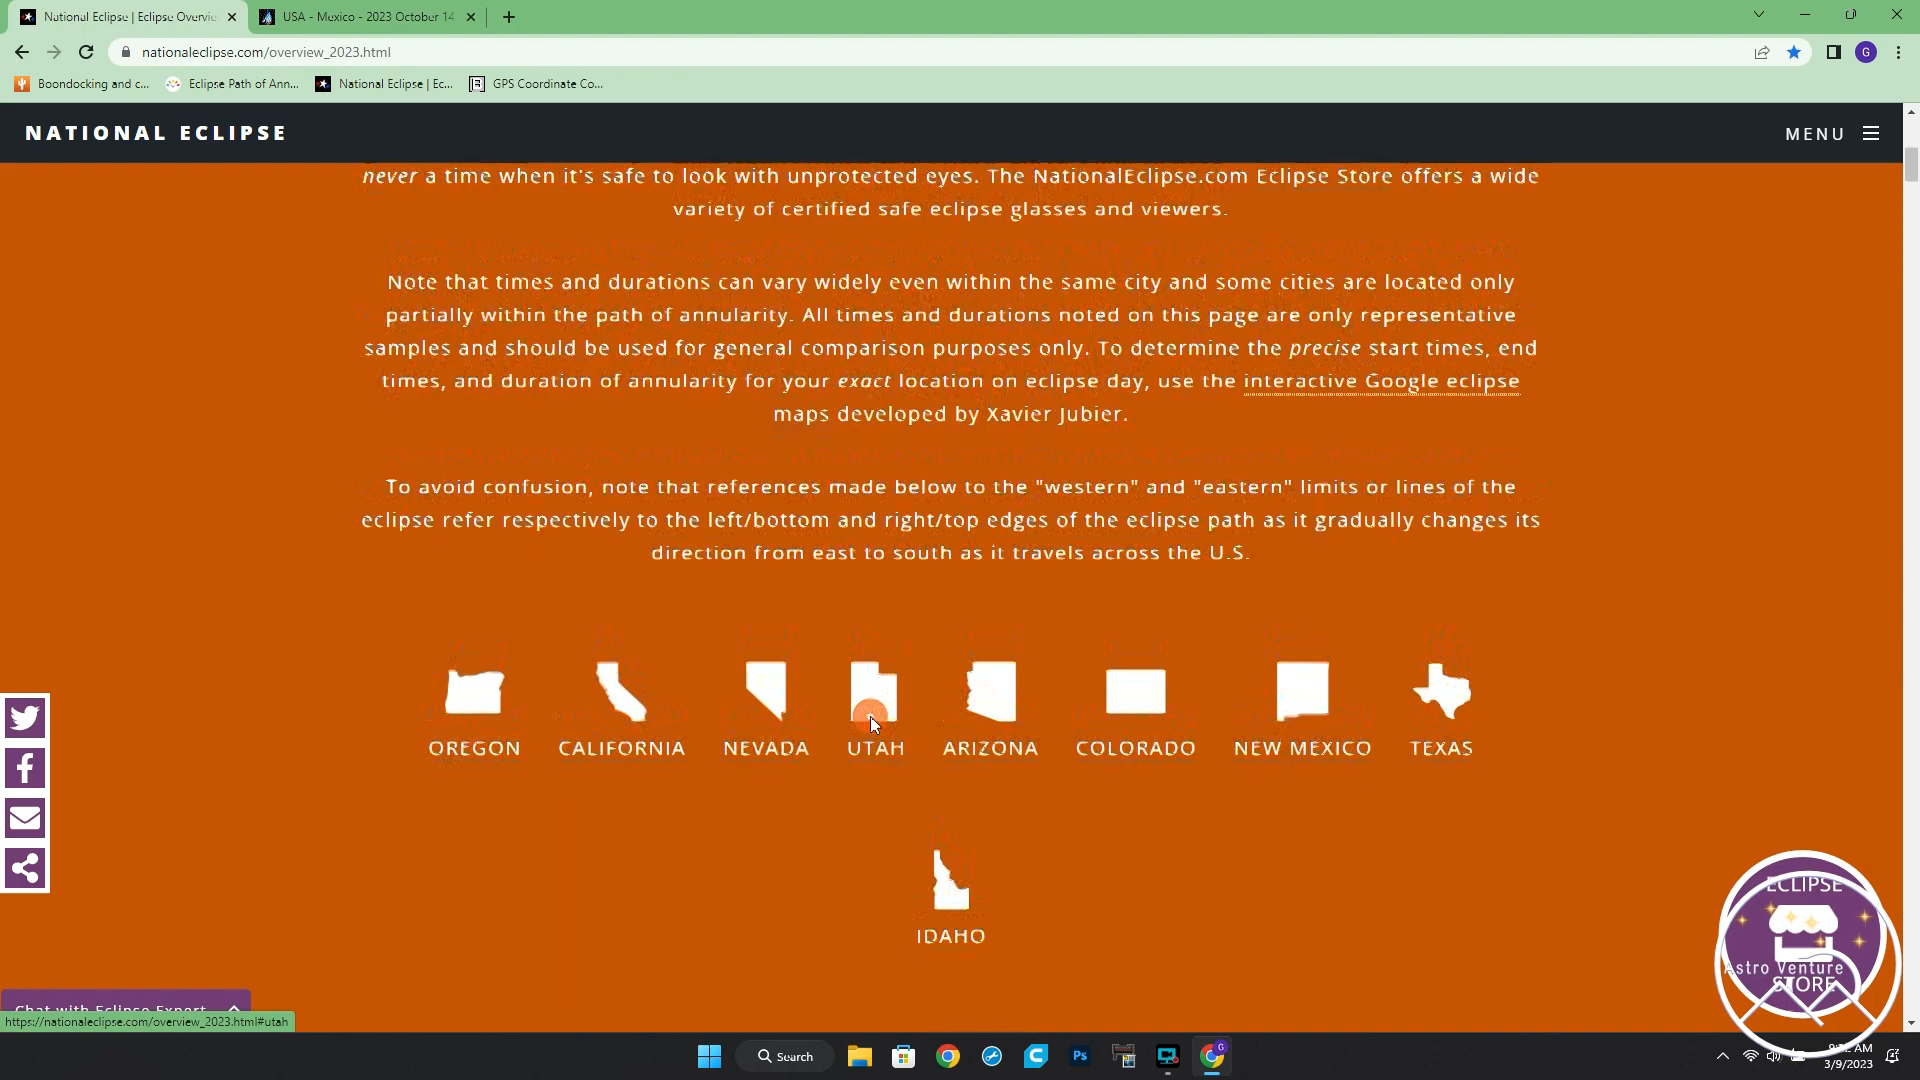 National Eclipse | Eclipse Overvie
USA - Mexico - 2023 October 14
nationaleclipse.com/overview_2023.html
G
Boondocking and c...
Eclipse Path of Ann...
National Eclipse | Ec...
GPS Coordinate Co...
NATIONAL ECLIPSE
MENU
never a time when it's safe to look with unprotected eyes. The NationalEclipse.com Eclipse Store offers a wide
variety of certified safe eclipse glasses and viewers.
Note that times and durations can vary widely even within the same city and some cities are located only
partially within the path of annularity. All times and durations noted on this page are only representative
samples and should be used for general comparison purposes only. To determine the precise start times, end
times, and duration of annularity for your exact location on eclipse day, use the interactive Google eclipse
maps developed by Xavier Jubier.
To avoid confusion, note that references made below to the "western" and "eastern" limits or lines of the
eclipse refer respectively to the left/bottom and right/top edges of the eclipse path as it gradually changes its
direction from east to south as it travels across the U.S.
OREGON
CALIFORNIA
NEVADA
UTAH
ARIZONA
COLORADO
NEW MEXICO
TEXAS
IDAHO
ECLIPSE
Astro Venture
STORE
Chat with Eclipse Expert
https://nationaleclipse.com/overview_2023.html#utah
Search
Ps
G
AM
3/9/2023